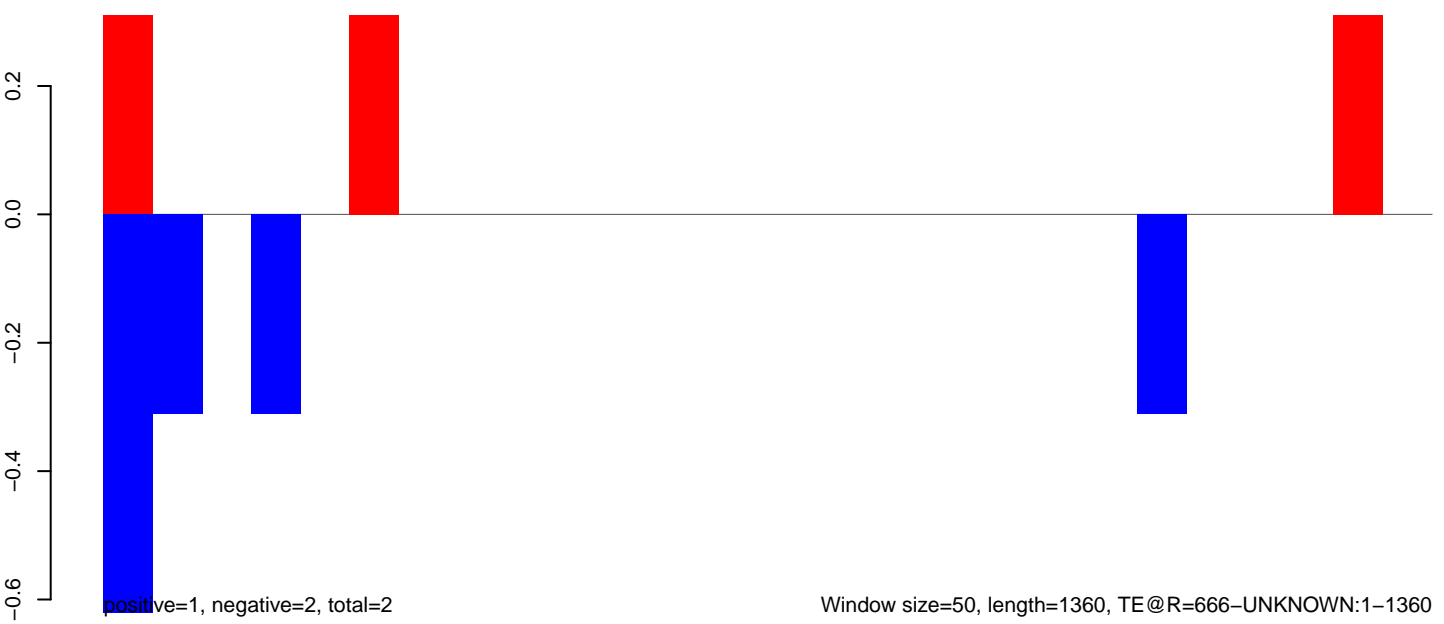 0.2
0.0
−0.2
−0.4
−0.6
positive=1, negative=2, total=2
Window size=50, length=1360, TE@R=666−UNKNOWN:1−1360